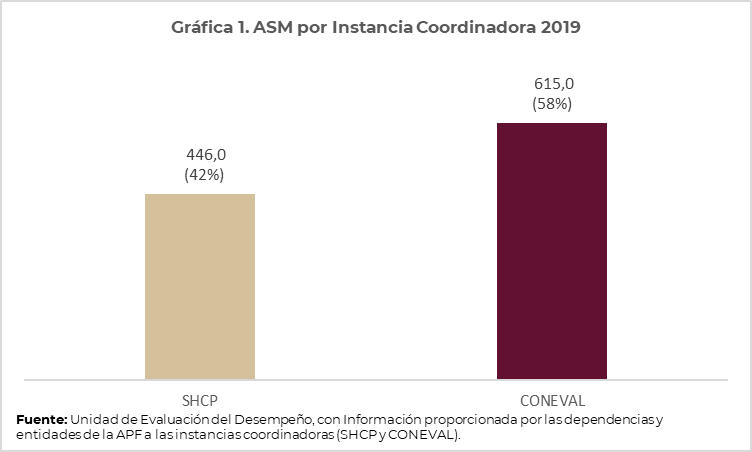 Gráfica 1. ASM por Instancia Coordinadora 2019
615,0
(58%)
446,0
(42%)
SHCP
CONEVAL
Fuente: Unidad de Evaluación del Desempeño, con Información proporcionada por las dependencias y
entidades de la APF a las instancias coordinadoras (SHCP y CONEVAL).